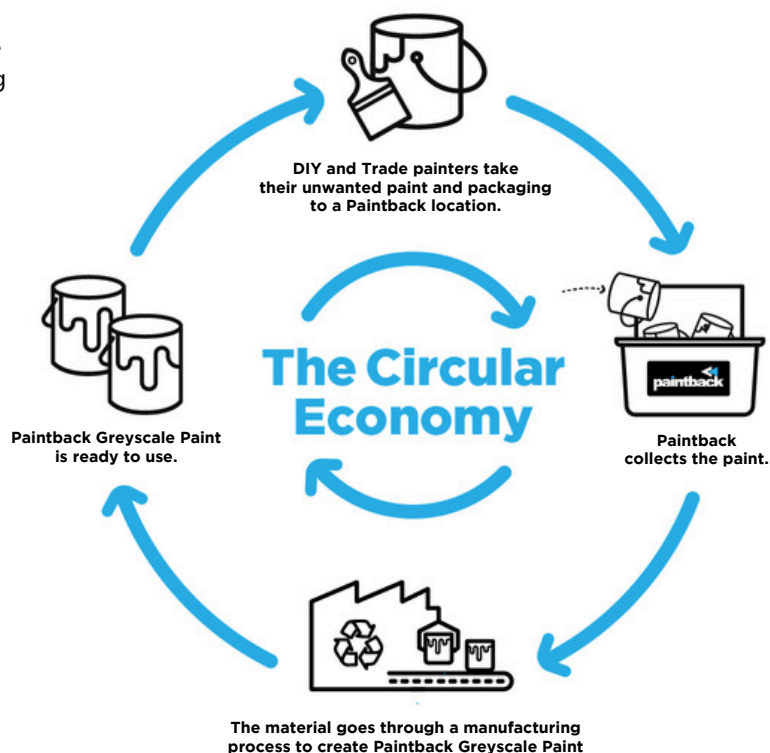 g
DIY and Trade painters take
their unwanted paint and packaging
to a Paintback location.
The Circular
Economy
paintback
Paintback
collects the paint.
Paintback Greyscale Paint
is ready to use.
The material goes through a manufacturing
process to create Paintback Greyscale Paint